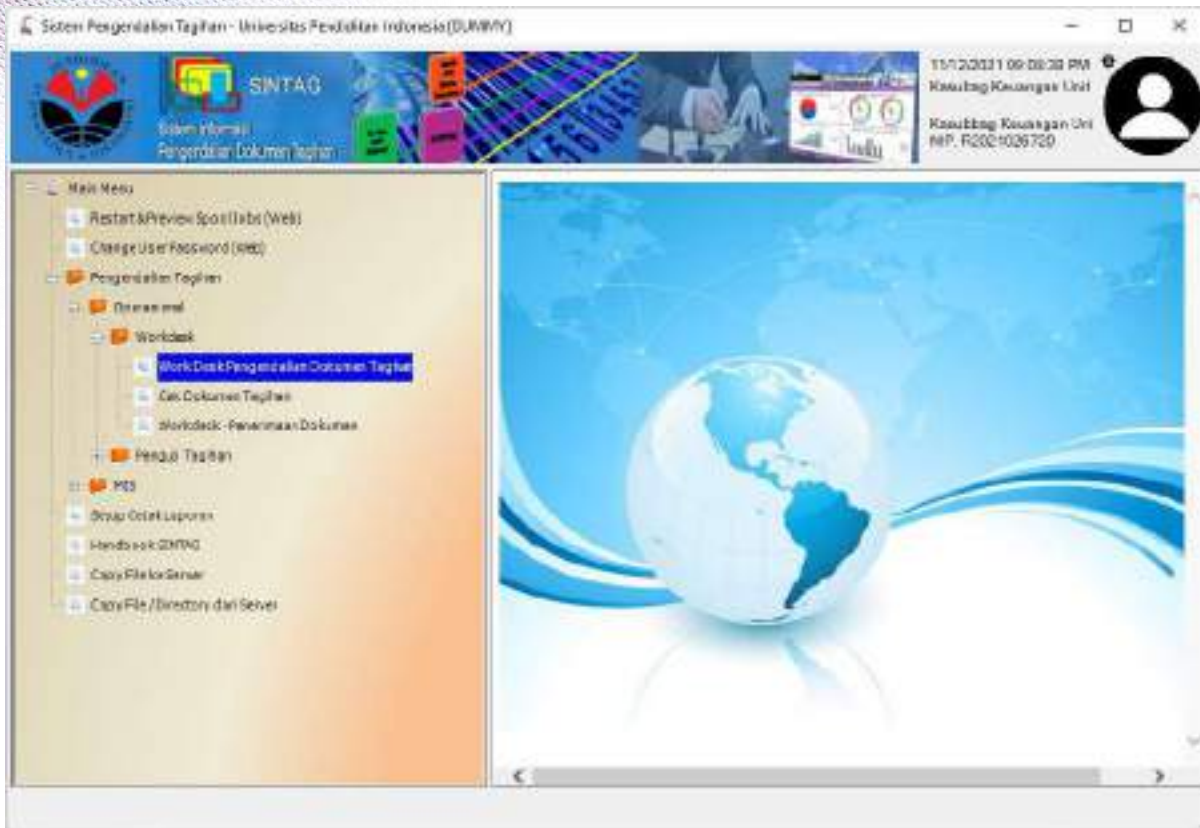 Sistem Pengendalian Tagihan - Universitas Pendidikan Indonesia (DUMMY)
SINTAG
Sistem Informasi
Pengendalian Dokumen Tagihan
11/12/2021 09:08:38 PM
Kasubag Keuangan Unit
Kasubbag Keuangan Uni
NIP. R2021026720
Main Menu
Restart & Preview Spool Jobs (Web)
Change User Password (Web)
Pengendalian Tagihan
Operasional
Workdesk
Work Desk Pengendalian Dokumen Tagihan
Cek Dokumen Tagihan
Workdesk - Penerimaan Dokumen
Penguji Tagihan
MIS
Setup Cetak Laporan
Handbook SINTAG
Copy File ke Server
Copy File / Directory dari Server